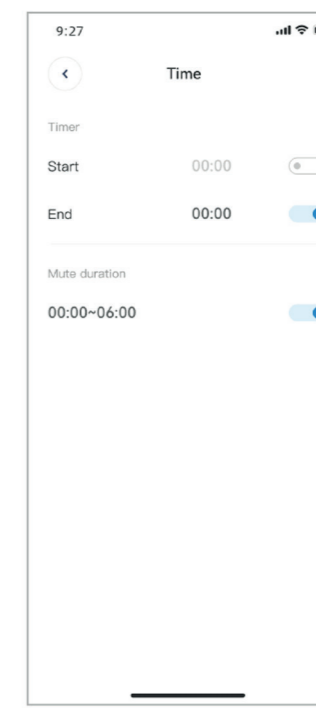 9:27
Time
Timer
Start 00:00
End 00:00
Mute duration
00:00~06:00